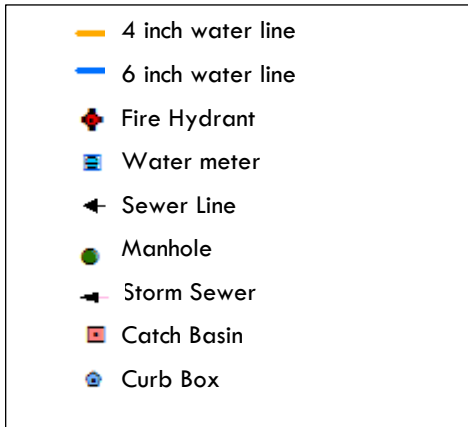 4 inch water line
6 inch water line
Fire Hydrant
Water meter
Sewer Line
Manhole
Storm Sewer
Catch Basin
Curb Box